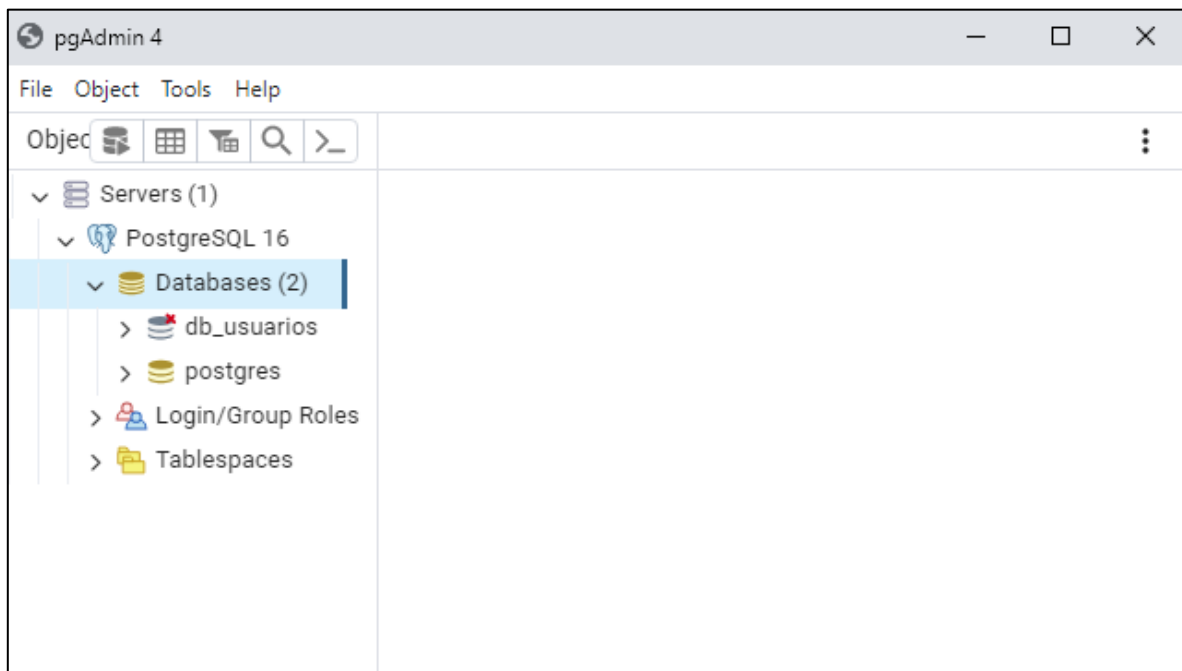 pgAdmin 4
File Object Tools Help
Objec
Servers (1)
PostgreSQL 16
Databases (2)
db_usuarios
postgres
Login/Group Roles
Tablespaces